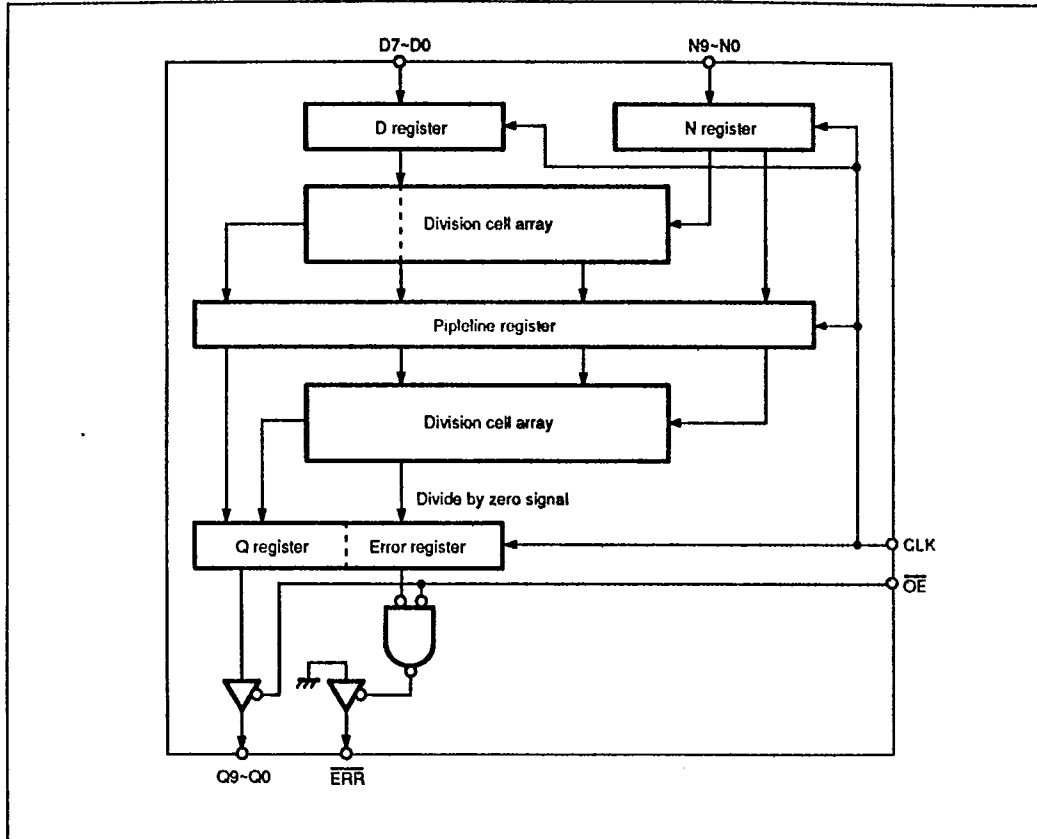 D7~D0
N9~N0
D register
N register
Division cell array
Pipleline register
Division cell array
Divide by zero signal
Q register
Error register
CLK
OE
Q9~Q0
ERR